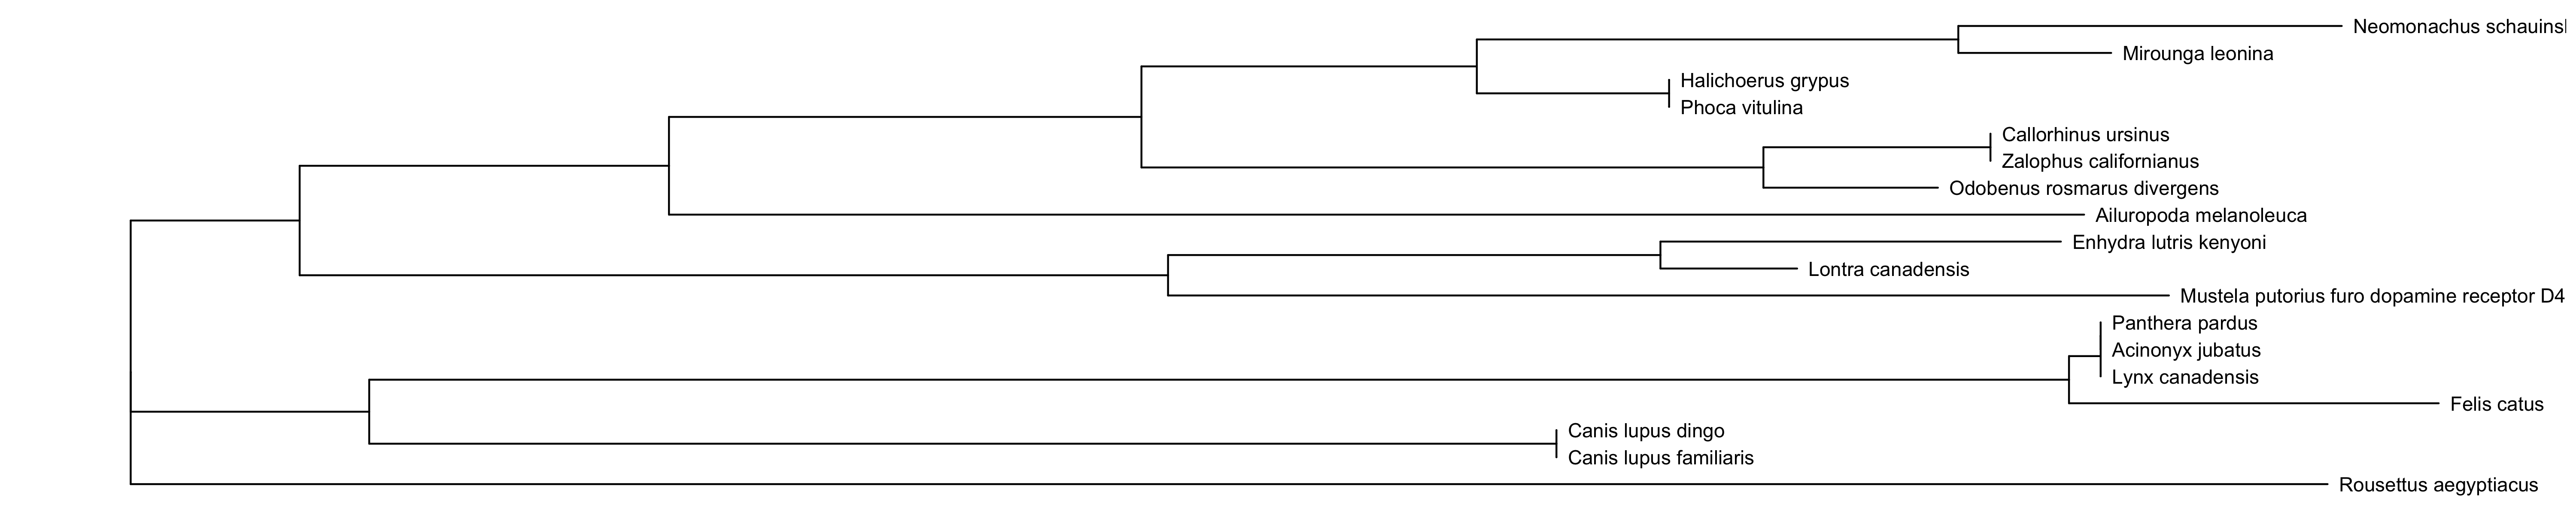 Neomonachus schauinsl
Mirounga leonina
Halichoerus grypus
Phoca vitulina
Callorhinus ursinus
Zalophus californianus
Odobenus rosmarus divergens
Ailuropoda melanoleuca
Enhydra lutris kenyoni
Lontra canadensis
Mustela putorius furo dopamine receptor D4
Panthera pardus
Acinonyx jubatus
Lynx canadensis
Felis catus
Canis lupus dingo
Canis lupus familiaris
Rousettus aegyptiacus